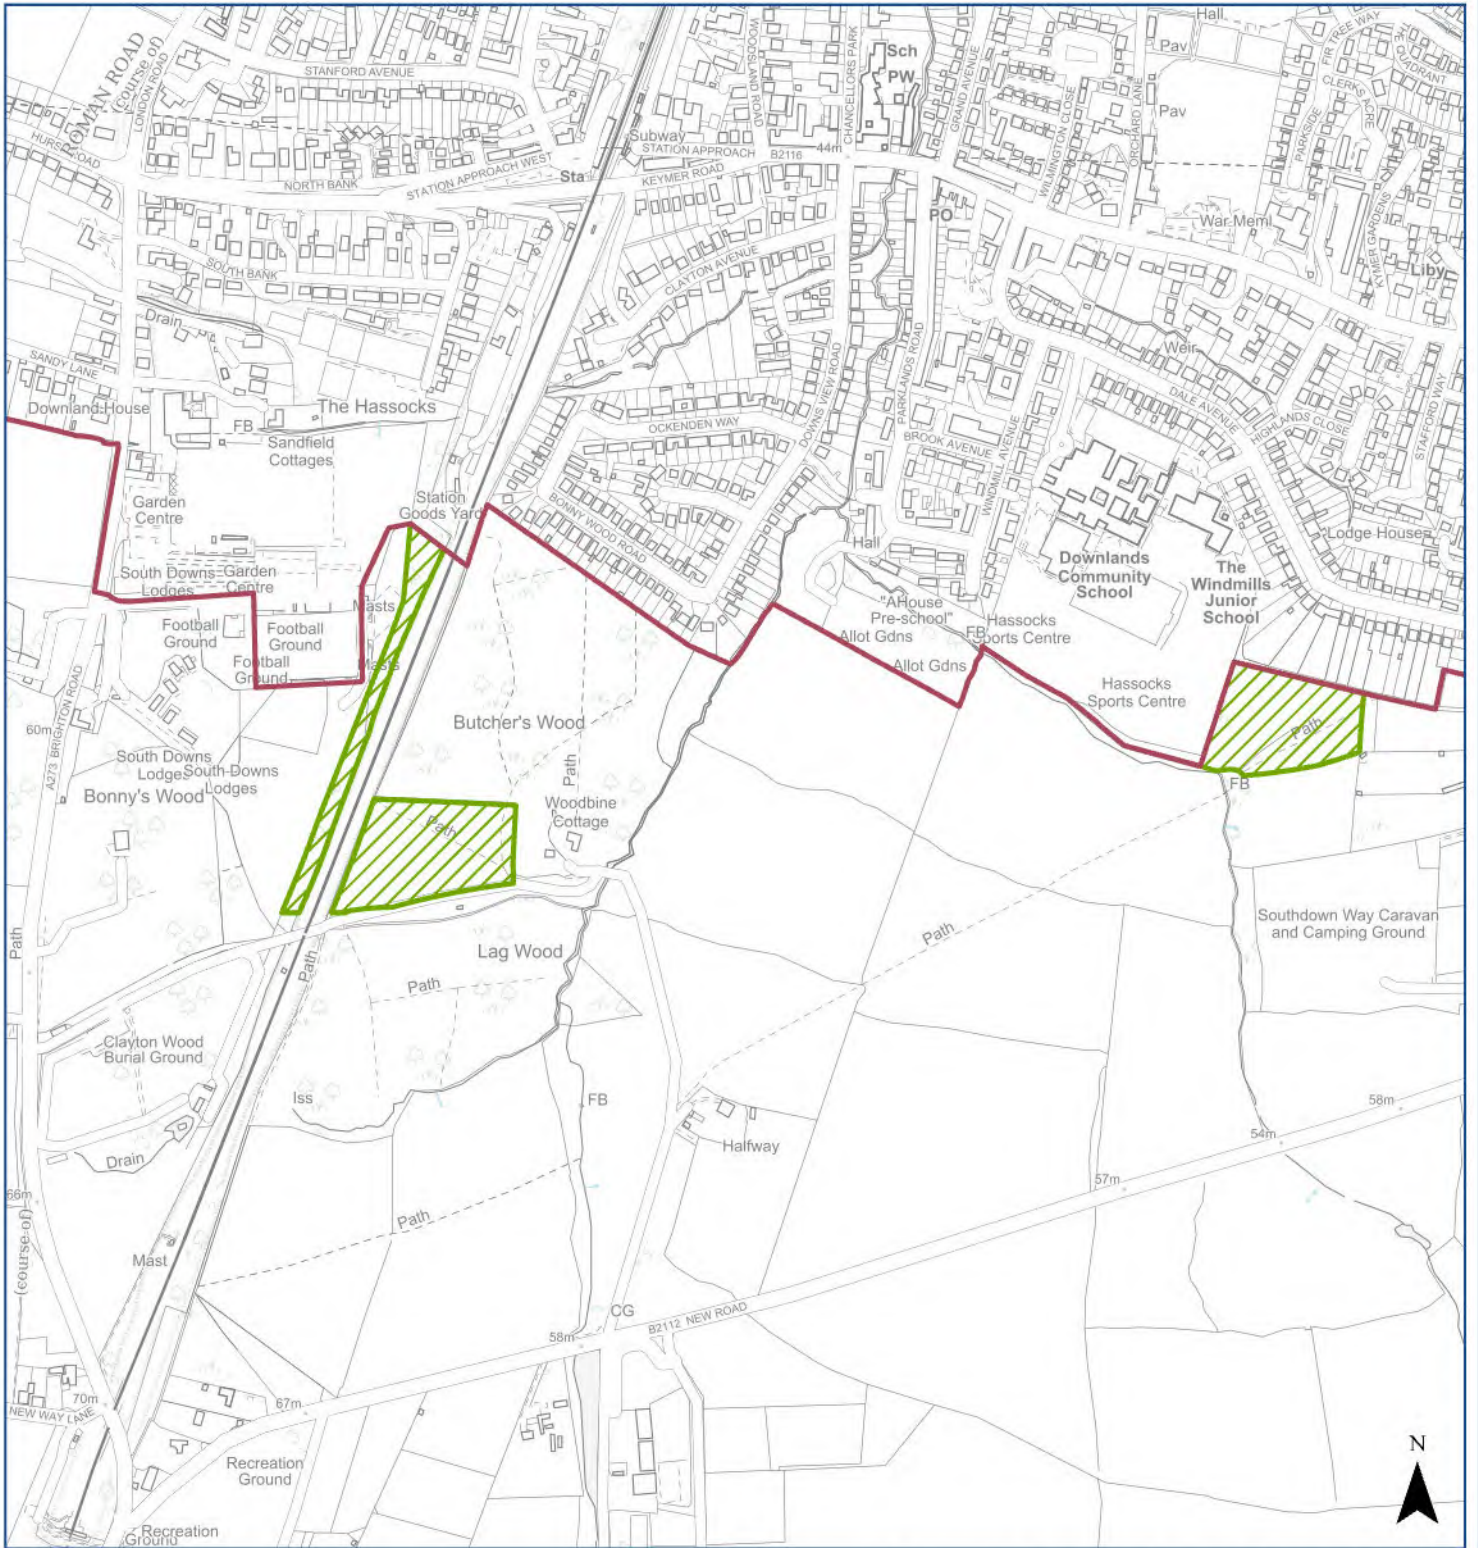 Hall
FIR TREE WAY
THE QUADRANT
ROMAN ROAD
(course of)
LONDON ROAD
STANFORD AVENUE
WOODSLAND ROAD
CHANCELLORS PARK
Sch
PW
GRAND AVENUE
Pav
CLERKS ACRE
PARKSIDE
Pav
WILMINGTON CLOSE
ORCHARD LANE
Subway
STATION APPROACH
B2116
44m
KEYMER ROAD
NORTH BANK
STATION APPROACH WEST
Sta
PO
War Meml
KYMER GARDENS
Liby
SOUTH BANK
CLAYTON AVENUE
Drain
SANDY LANE
Weir
DOWNS VIEW ROAD
PARKLANDS ROAD
DALE AVENUE
HIGHLANDS CLOSE
STAFFORD WAY
Downland House
The Hassocks
FB
Sandfield
Cottages
OCKENDEN WAY
BROOK AVENUE
WINDMILL AVENUE
Garden
Centre
Station
Goods Yard
BONNY WOOD ROAD
Hall
Lodge Houses
Downlands
Community
School
The
Windmills
Junior
School
South Downs
Lodges
Garden
Centre
Masts
"AHouse
Pre-school"
Allot Gdns
FB
Hassocks
Sports Centre
Football
Ground
Football
Ground
Football
Ground
Masts
Allot Gdns
Hassocks
Sports Centre
A273 BRIGHTON ROAD
60m
Butcher's Wood
Path
Path
South Downs
Lodges
South Downs
Lodges
Bonny's Wood
Woodbine
Cottage
Path
FB
Path
Path
Lag Wood
Path
Path
Southdown Way Caravan
and Camping Ground
Clayton Wood
Burial Ground
Iss
FB
58m
54m
Halfway
Drain
57m
66m
(course of)
Path
Mast
CG
B2112 NEW ROAD
58m
70m
67m
NEW WAY LANE
Recreation
Ground
N
Recreation
Ground